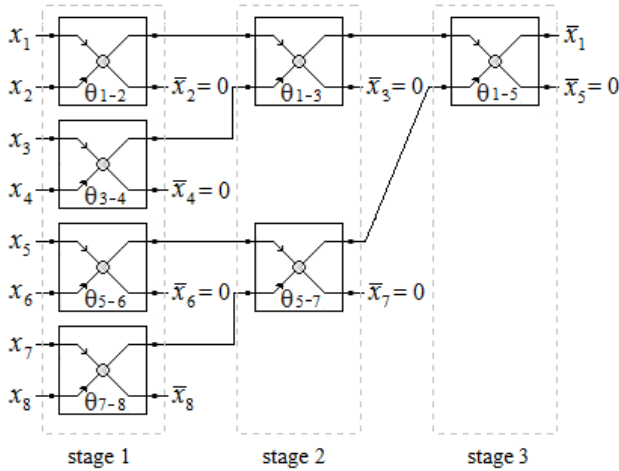 x₁ x̅₁
x₂ θ₁₋₂ x̅₂ = 0 θ₁₋₃ x̅₃ = 0 θ₁₋₅ x̅₅ = 0
x₃
x₄ θ₃₋₄ x̅₄ = 0
x₅
x₆ θ₅₋₆ x̅₆ = 0 θ₅₋₇ x̅₇ = 0
x₇
x₈ θ₇₋₈ x̅₈
stage 1 stage 2 stage 3